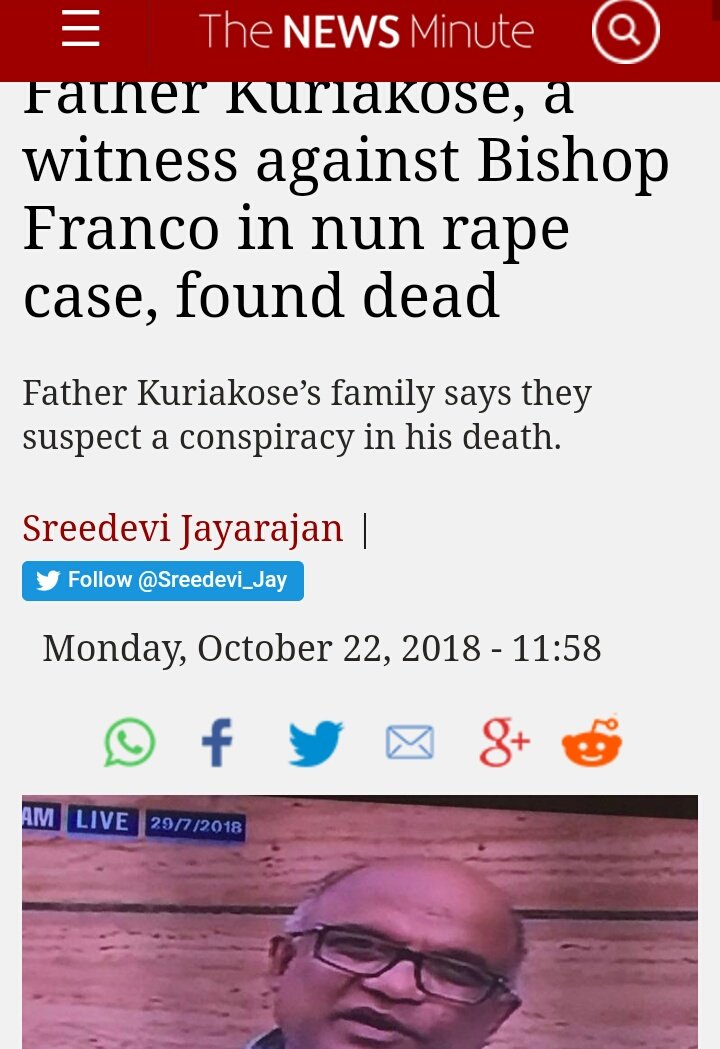 The NEWS Minute
Father Kuriakose, a
witness against Bishop
Franco in nun rape
case, found dead
Father Kuriakose’s family says they
suspect a conspiracy in his death.
Sreedevi Jayarajan |
Follow @Sreedevi_Jay
Monday, October 22, 2018 - 11:58
8+
AM LIVE 29/7/2018